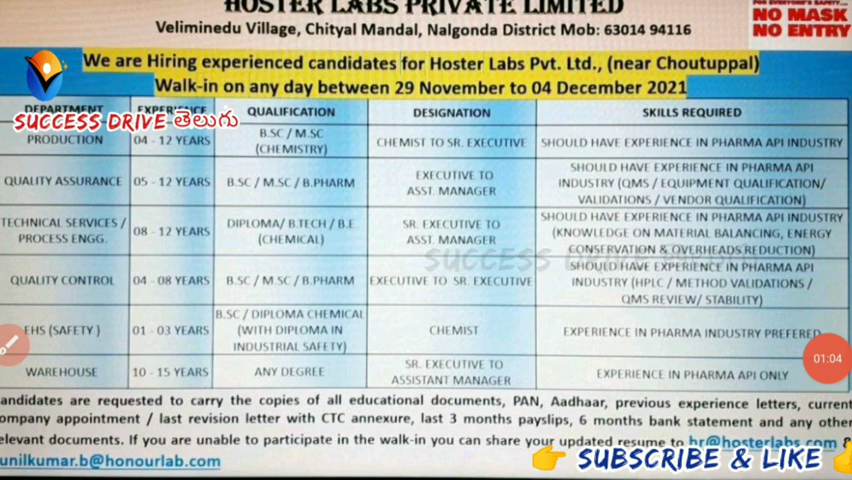 HOSTER LABS PRIVATE LIMITED
Veliminedu Village, Chityal Mandal, Nalgonda District Mob: 63014 94116
NO MASK
NO ENTRY
We are Hiring experienced candidates for Hoster Labs Pvt. Ltd., (near Choutuppal)
Walk-in on any day between 29 November to 04 December 2021
DEPARTMENT EXPERIENCE QUALIFICATION DESIGNATION SKILLS REQUIRED
SUCCESS DRIVE తెలుగు
PRODUCTION 04 - 12 YEARS B.SC / M.SC
(CHEMISTRY) CHEMIST TO SR. EXECUTIVE SHOULD HAVE EXPERIENCE IN PHARMA API INDUSTRY
QUALITY ASSURANCE 05 - 12 YEARS B.SC / M.SC / B.PHARM EXECUTIVE TO
ASST. MANAGER SHOULD HAVE EXPERIENCE IN PHARMA API
INDUSTRY (QMS / EQUIPMENT QUALIFICATION/
VALIDATIONS / VENDOR QUALIFICATION)
TECHNICAL SERVICES /
PROCESS ENGG. 08 - 12 YEARS DIPLOMA/ B.TECH / B.E
(CHEMICAL) SR. EXECUTIVE TO
ASST. MANAGER SHOULD HAVE EXPERIENCE IN PHARMA API INDUSTRY
(KNOWLEDGE ON MATERIAL BALANCING, ENERGY
CONSERVATION & OVERHEADS REDUCTION)
SUCCESS DRIVE
QUALITY CONTROL 04 - 08 YEARS B.SC / M.SC / B.PHARM EXECUTIVE TO SR. EXECUTIVE SHOULD HAVE EXPERIENCE IN PHARMA API
INDUSTRY (HPLC / METHOD VALIDATIONS /
QMS REVIEW/ STABILITY)
EHS (SAFETY ) 01 - 03 YEARS B.SC / DIPLOMA CHEMICAL
(WITH DIPLOMA IN
INDUSTRIAL SAFETY) CHEMIST EXPERIENCE IN PHARMA INDUSTRY PREFERED
01:04
WAREHOUSE 10 - 15 YEARS ANY DEGREE SR. EXECUTIVE TO
ASSISTANT MANAGER EXPERIENCE IN PHARMA API ONLY
andidates are requested to carry the copies of all educational documents, PAN, Aadhaar, previous experience letters, current
ompany appointment / last revision letter with CTC annexure, last 3 months payslips, 6 months bank statement and any other
elevant documents. If you are unable to participate in the walk-in you can share your updated resume to hr@hosterlabs.com &
unilkumar.b@honourlab.com
SUBSCRIBE & LIKE